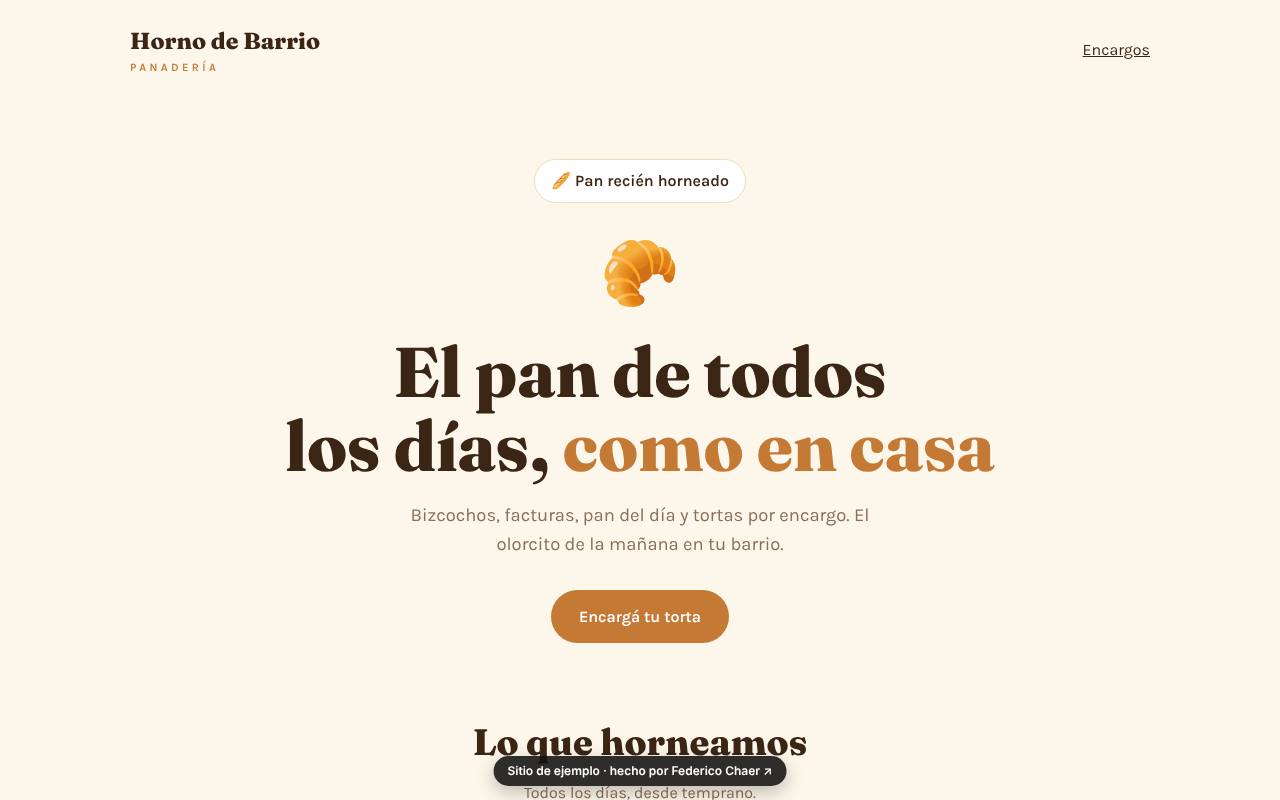 Horno de Barrio
PANADERÍA
Encargos
🥖 Pan recién horneado
El pan de todos
los días, como en casa
Bizcochos, facturas, pan del día y tortas por encargo. El
olorcito de la mañana en tu barrio.
Encargá tu torta
Lo que horneamos
Sitio de ejemplo · hecho por Federico Chaer ↗
Todos los días, desde temprano.